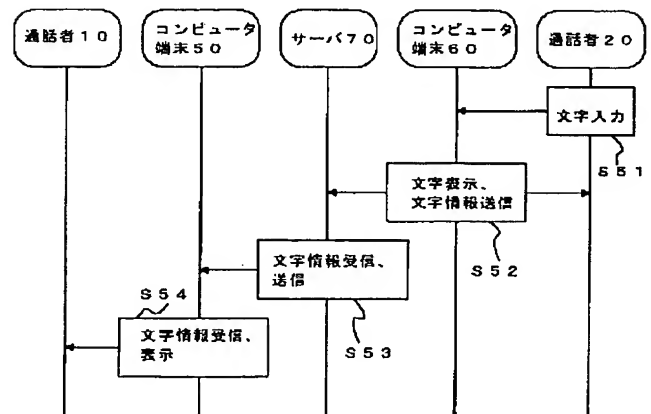 通話者10
コンピュータ
端末50
サーバ70
コンピュータ
端末60
通話者20
文字入力
S51
文字表示、
文字情報送信
S52
文字情報受信、
送信
S53
S54
文字情報受信、
表示